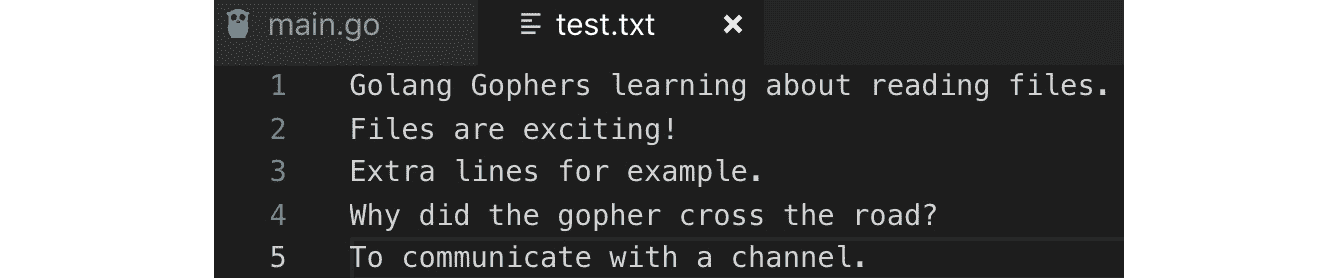 main.go test.txt ×
1 Golang Gophers learning about reading files.
2 Files are exciting!
3 Extra lines for example.
4 Why did the gopher cross the road?
5 To communicate with a channel.